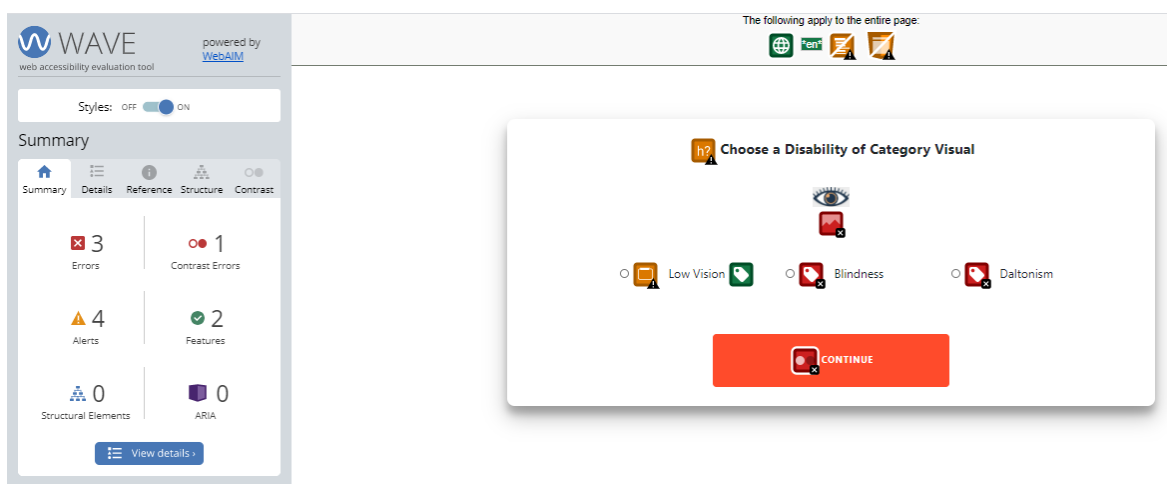 WAVE
powered by
WebAIM
web accessibility evaluation tool
Styles: OFF ON
Summary
Summary Details Reference Structure Contrast
3
Errors
1
Contrast Errors
4
Alerts
2
Features
0
Structural Elements
0
ARIA
View details ›
The following apply to the entire page:
*en*
h? Choose a Disability of Category Visual
Low Vision Blindness Daltonism
CONTINUE